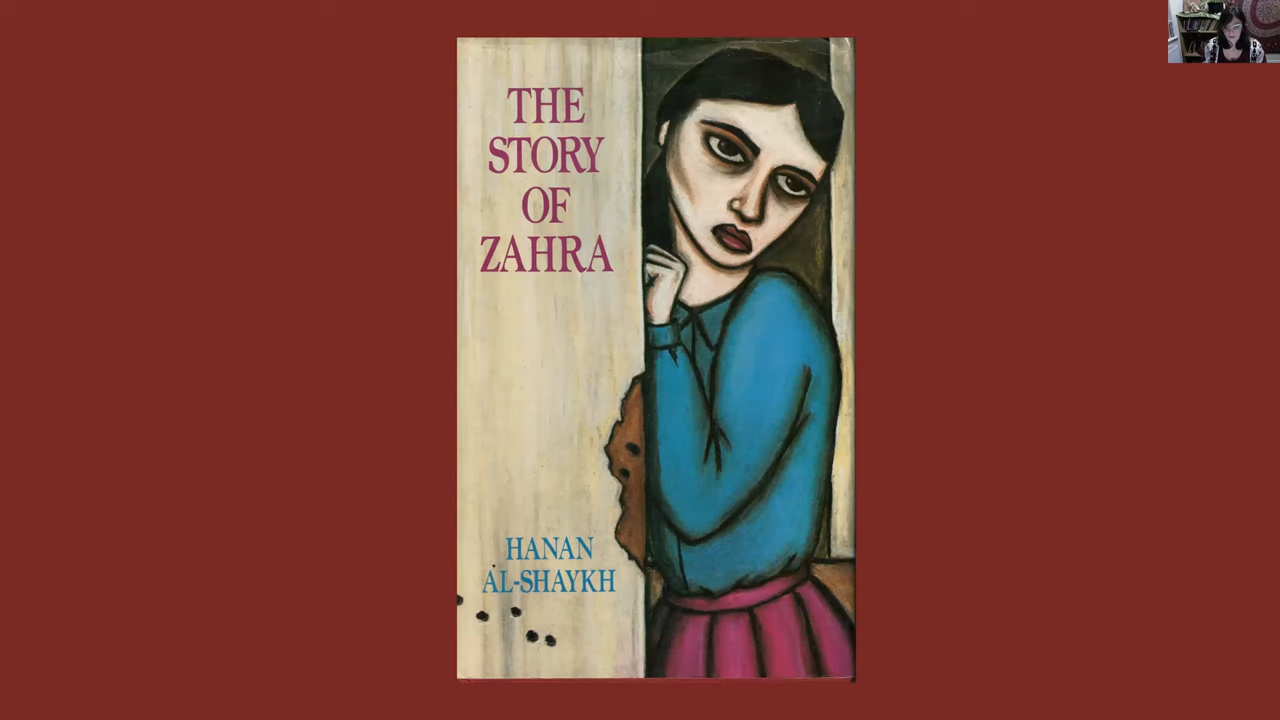 THE
STORY
OF
ZAHRA
HANAN
AL-SHAYKH